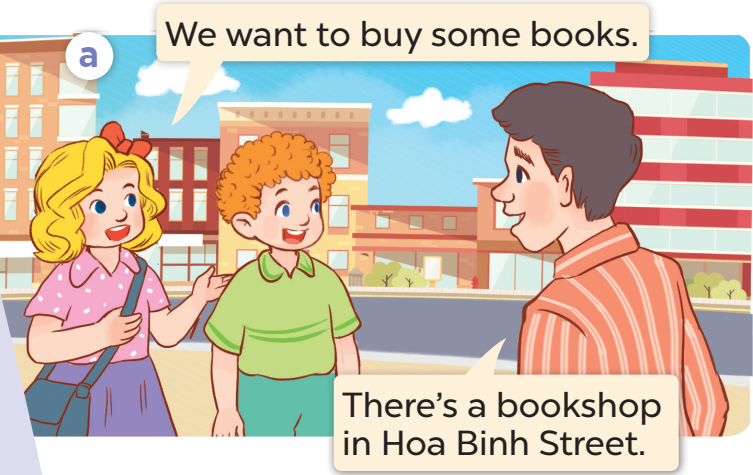 a
We want to buy some books.
There's a bookshop
in Hoa Binh Street.